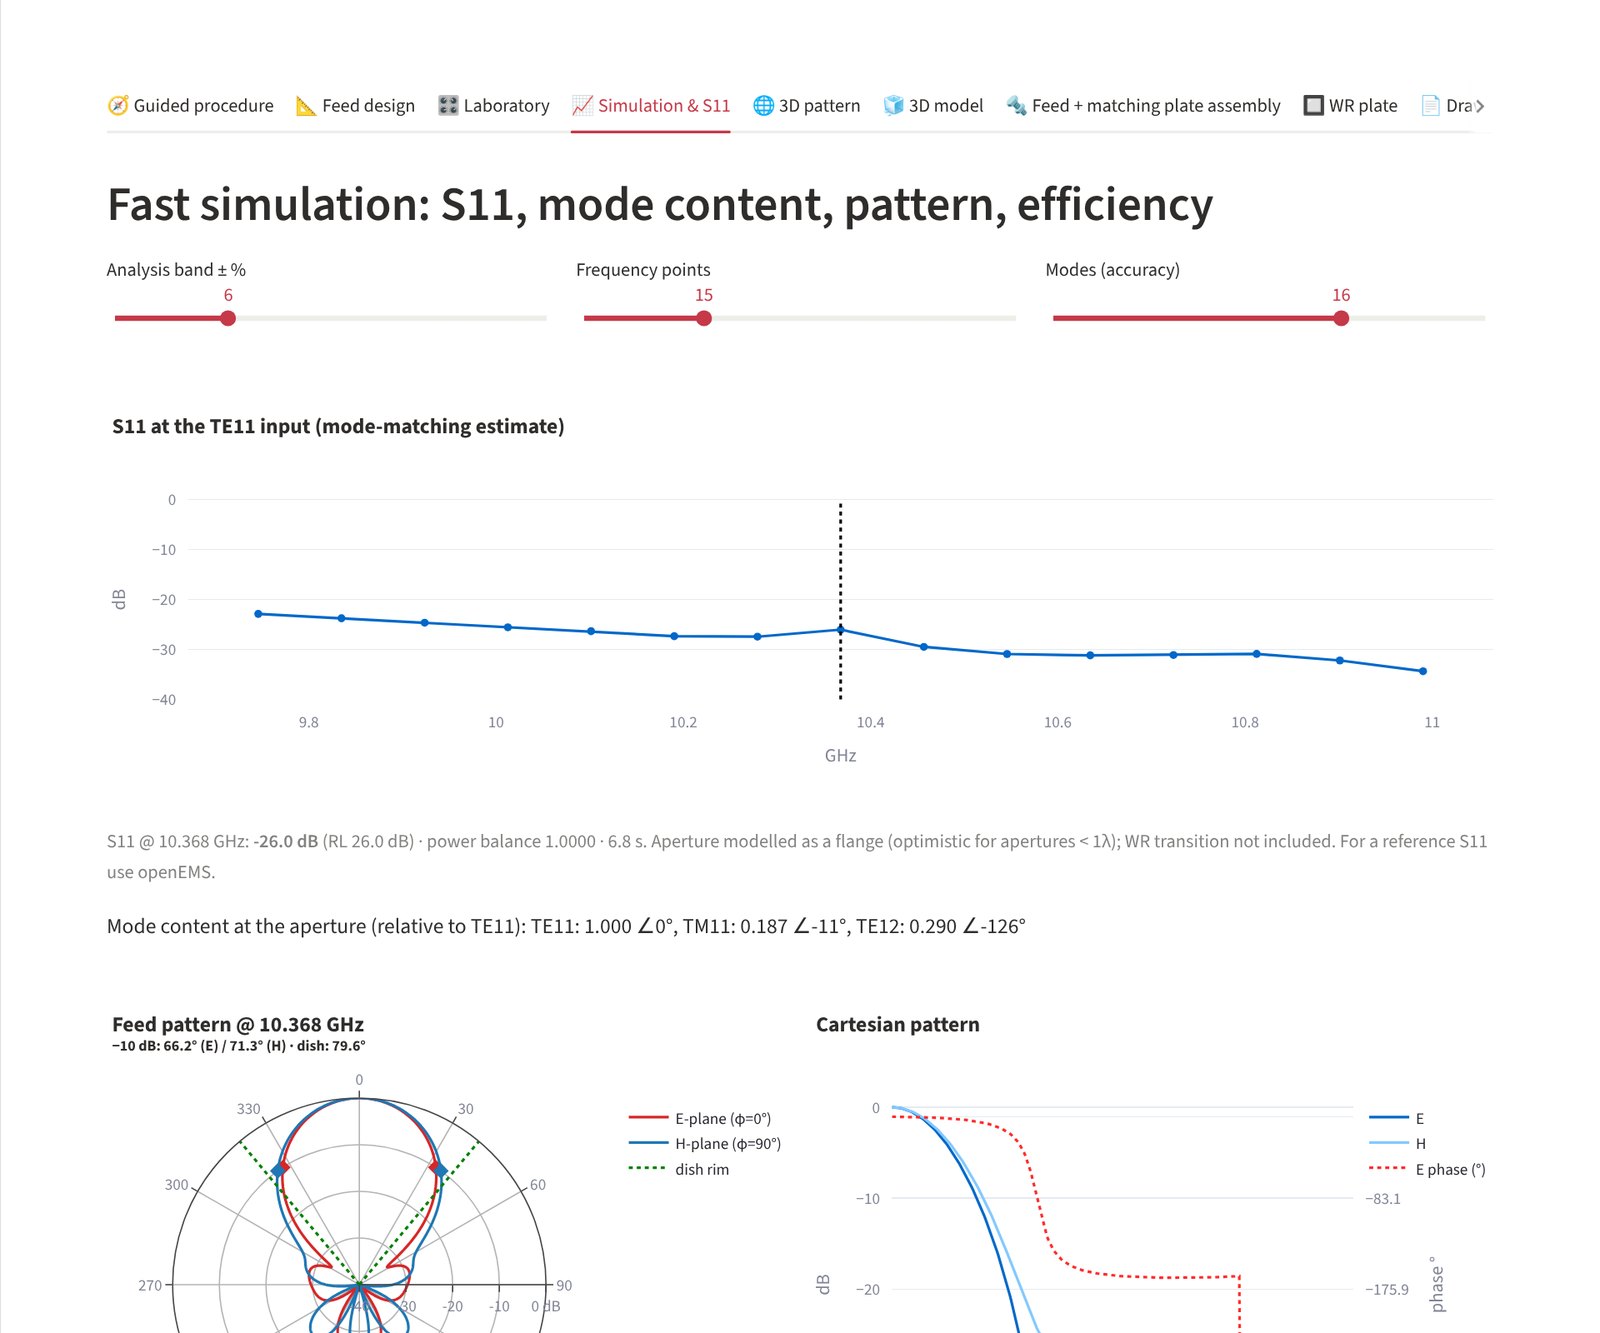 🧭 Guided procedure 📐 Feed design 🎛️ Laboratory 📈 Simulation & S11 🌐 3D pattern 🧊 3D model 🔩 Feed + matching plate assembly 🔲 WR plate 📄 Dra
Fast simulation: S11, mode content, pattern, efficiency
Analysis band ± % Frequency points Modes (accuracy)
6 15 16
S11 at the TE11 input (mode-matching estimate)
0
−10
−20
−30
−40
dB
9.8 10 10.2 10.4 10.6 10.8 11
GHz
S11 @ 10.368 GHz: -26.0 dB (RL 26.0 dB) · power balance 1.0000 · 6.8 s. Aperture modelled as a flange (optimistic for apertures < 1λ); WR transition not included. For a reference S11
use openEMS.
Mode content at the aperture (relative to TE11): TE11: 1.000 ∠0°, TM11: 0.187 ∠-11°, TE12: 0.290 ∠-126°
Feed pattern @ 10.368 GHz
−10 dB: 66.2° (E) / 71.3° (H) · dish: 79.6°
0
330 30
300 60
270 90
-30 -20 -10 0 dB
E-plane (φ=0°)
H-plane (φ=90°)
dish rim
Cartesian pattern
0
−10
−20
dB
−83.1
−175.9
phase °
E
H
E phase (°)